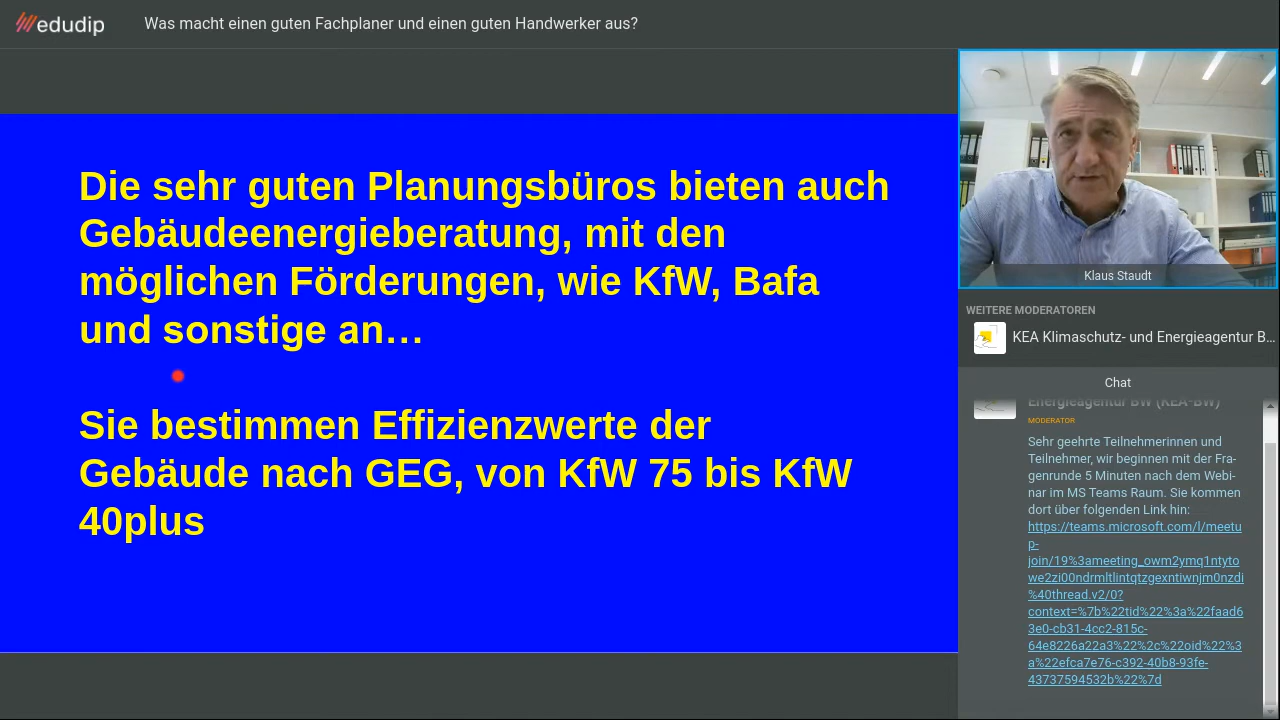 edudip
Was macht einen guten Fachplaner und einen guten Handwerker aus?
Die sehr guten Planungsbüros bieten auch
Gebäudeenergieberatung, mit den
möglichen Förderungen, wie KfW, Bafa
und sonstige an…
Sie bestimmen Effizienzwerte der
Gebäude nach GEG, von KfW 75 bis KfW
40plus
Klaus Staudt
WEITERE MODERATOREN
KEA Klimaschutz- und Energieagentur B...
Chat
Energieagentur BW (KEA-BW)
MODERATOR
Sehr geehrte Teilnehmerinnen und
Teilnehmer, wir beginnen mit der Fra-
genrunde 5 Minuten nach dem Webi-
nar im MS Teams Raum. Sie kommen
dort über folgenden Link hin:
https://teams.microsoft.com/l/meetu
p-
join/19%3ameeting_owm2ymq1ntyto
we2zi00ndrmltlintqtzgexntiwnjm0nzdi
%40thread.v2/0?
context=%7b%22tid%22%3a%22faad6
3e0-cb31-4cc2-815c-
64e8226a22a3%22%2c%22oid%22%3
a%22efca7e76-c392-40b8-93fe-
43737594532b%22%7d